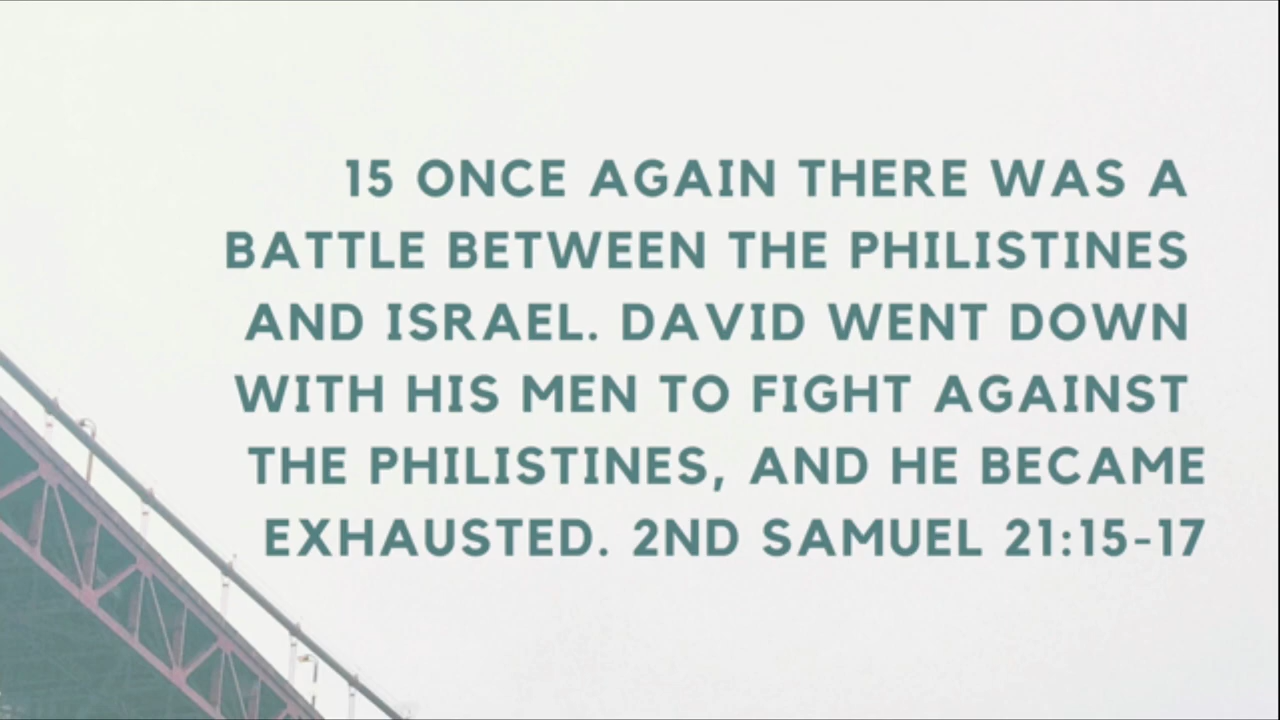 15 ONCE AGAIN THERE WAS A
BATTLE BETWEEN THE PHILISTINES
AND ISRAEL. DAVID WENT DOWN
WITH HIS MEN TO FIGHT AGAINST
THE PHILISTINES, AND HE BECAME
EXHAUSTED. 2ND SAMUEL 21:15-17